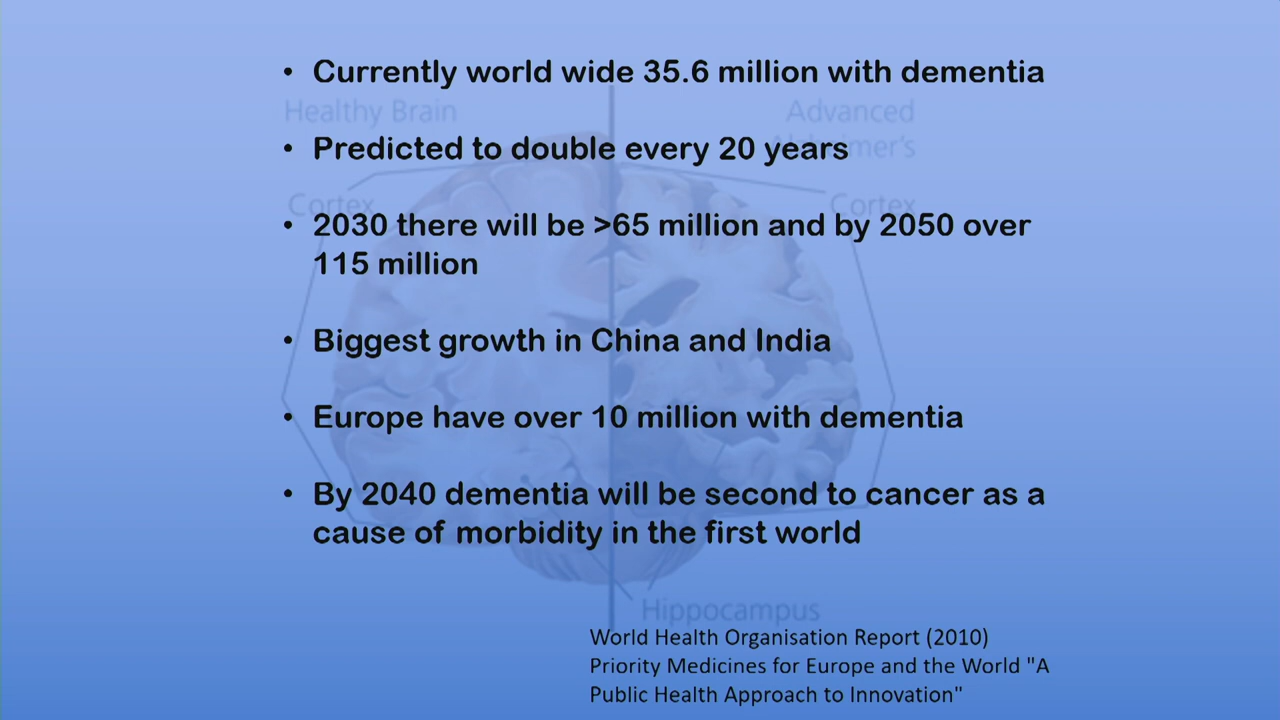 • Currently world wide 35.6 million with dementia
Healthy Brain
Advanced
Alzheimer's
• Predicted to double every 20 years
Cortex
Cortex
• 2030 there will be >65 million and by 2050 over
115 million
• Biggest growth in China and India
• Europe have over 10 million with dementia
• By 2040 dementia will be second to cancer as a
cause of morbidity in the first world
Hippocampus
World Health Organisation Report (2010)
Priority Medicines for Europe and the World "A
Public Health Approach to Innovation"